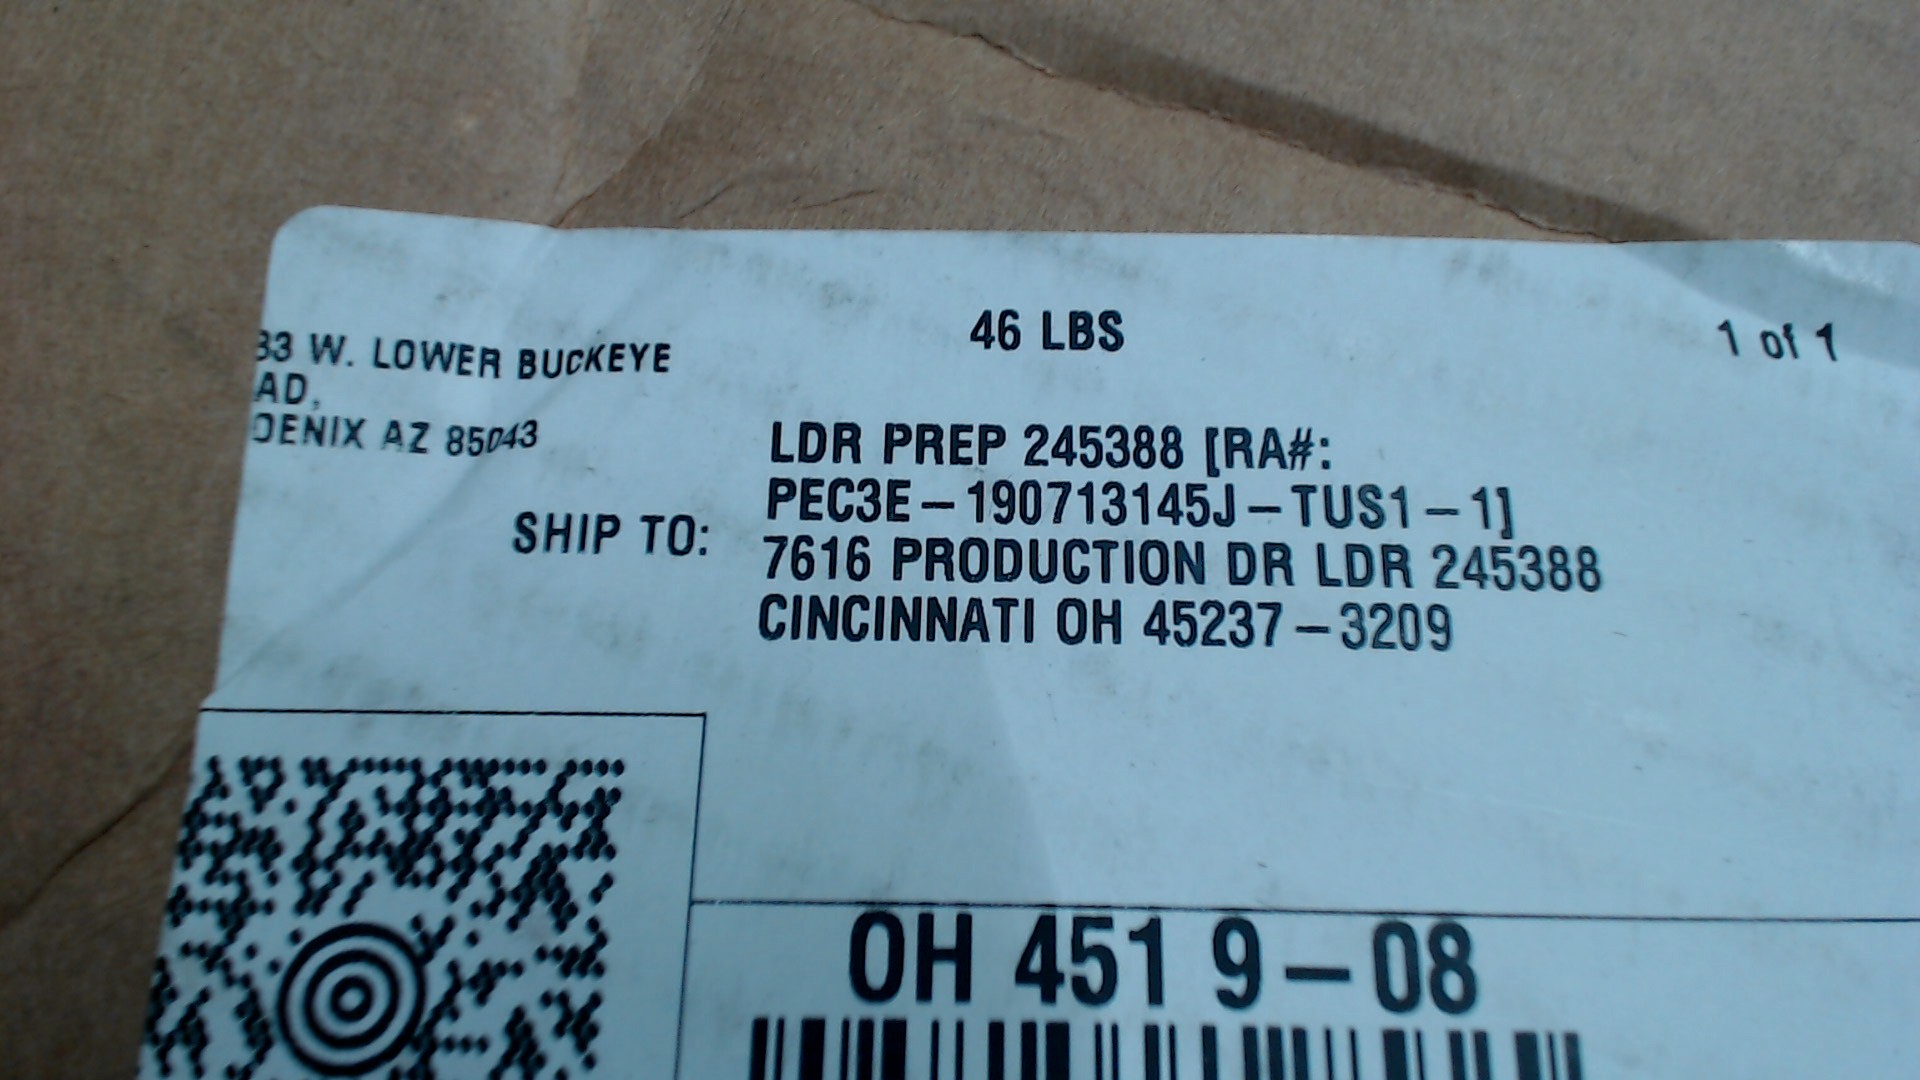 33 W. LOWER BUCKEYE
AD,
OENIX AZ 85043
46 LBS
1 of 1
SHIP TO:
LDR PREP 245388 [RA#:
PEC3E-190713145J-TUS1-1]
7616 PRODUCTION DR LDR 245388
CINCINNATI OH 45237-3209
OH 451 9-08